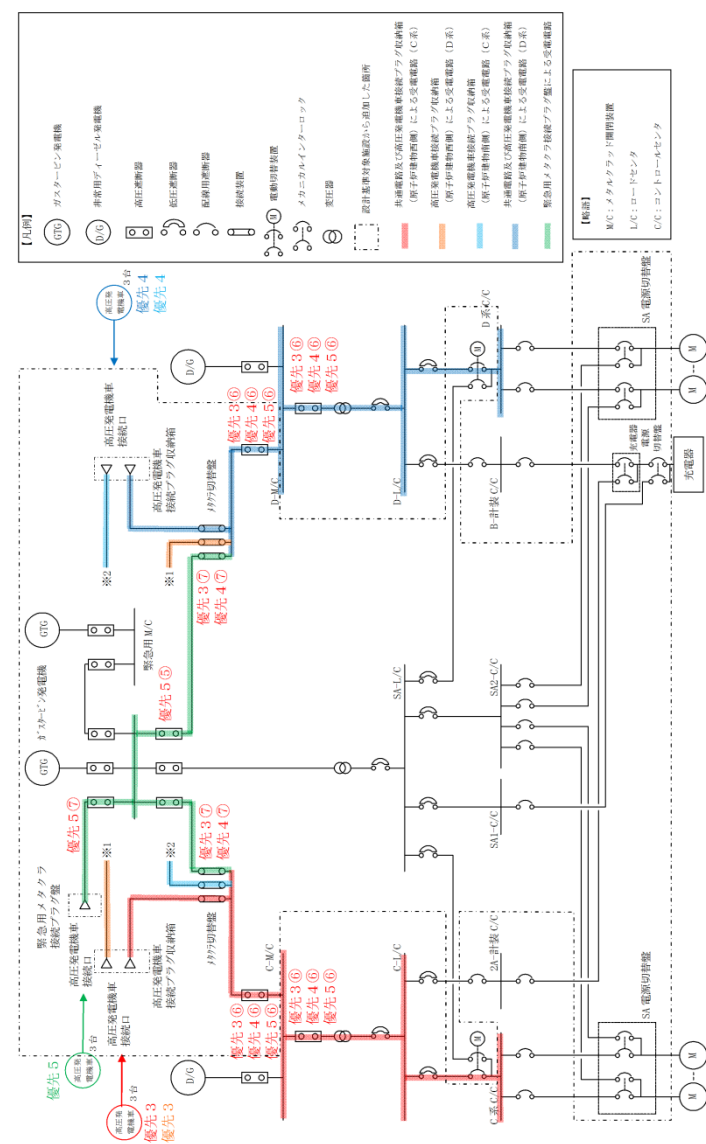 【凡例】
GTG
ガスタービン発電機
D/G
非常用ディーゼル発電機
高圧遮断器
低圧遮断器
配線用遮断器
接続装置
M
電動切替装置
メカニカルインターロック
変圧器
設計基準対象施設から追加した箇所
共通電路及び高圧発電機車接続プラグ収納箱
(原子炉建物西側)による受電電路(C系)
高圧発電機車接続プラグ収納箱
(原子炉建物西側)による受電電路(D系)
高圧発電機車接続プラグ収納箱
(原子炉建物南側)による受電電路(C系)
共通電路及び高圧発電機車接続プラグ収納箱
(原子炉建物南側)による受電電路(D系)
緊急用メタクラ接続プラグ盤による受電電路
【略語】
M/C:メタルクラッド開閉装置
L/C:ロードセンタ
C/C:コントロールセンタ
優先5
高圧発電機車
3台
優先3
優先3
高圧発電機車
3台
緊急用メタクラ
接続プラグ盤
高圧発電機車
接続口
高圧発電機車
接続口
高圧発電機車
接続プラグ収納箱
※1
※2
メタクラ切替盤
優先5⑦
優先3⑦
優先4⑦
GTG
ガスタービン発電機
GTG
緊急用M/C
優先5⑤
優先3⑦
優先4⑦
優先4
優先4
高圧発電機車
3台
高圧発電機車
接続口
高圧発電機車
接続プラグ収納箱
※2
※1
メタクラ切替盤
D/G
優先3⑥
優先4⑥
優先5⑥
C-M/C
優先3⑥
優先4⑥
優先5⑥
C-L/C
M
C系C/C
2A-計装C/C
SA電源切替盤
M
M
SA-L/C
SA1-C/C
SA2-C/C
D/G
優先3⑥
優先4⑥
優先5⑥
D-M/C
優先3⑥
優先4⑥
優先5⑥
D-L/C
M
D系C/C
B-計装C/C
充電器
電源
切替盤
充電器
SA電源切替盤
M
M